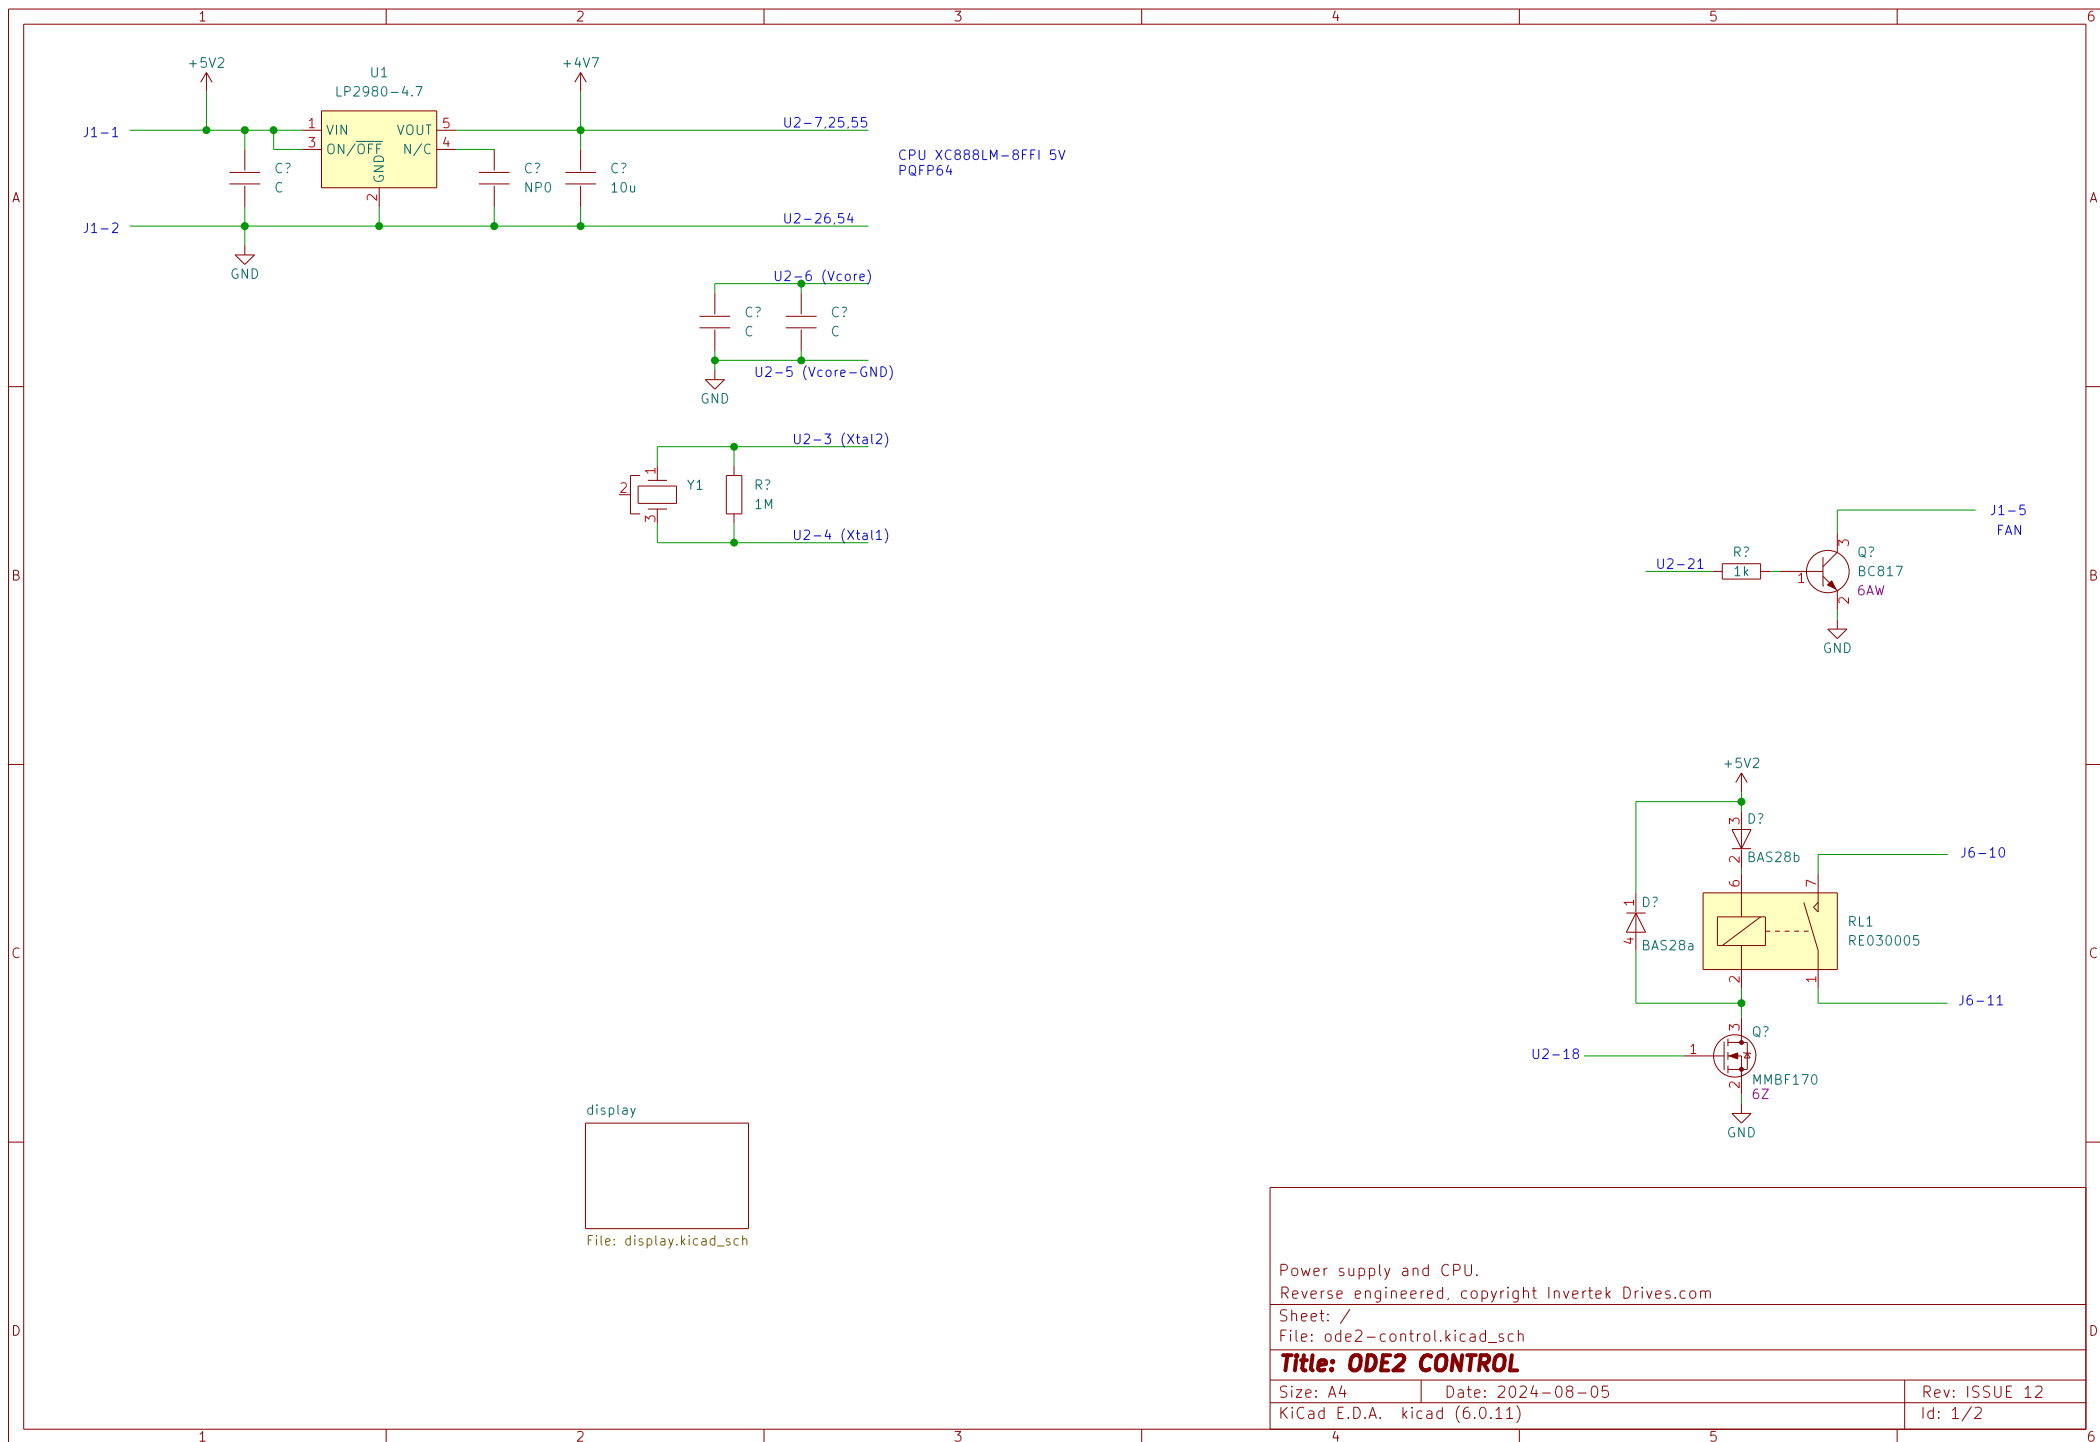 1 2 3 4 5 6
+5V2
U1
LP2980-4.7
+4V7
J1-1
1 VIN
VOUT 5
3 ON/OFF
N/C 4
GND
2
U2-7,25,55
C?
C
C?
NP0
C?
10u
CPU XC888LM-8FFI 5V
PQFP64
A
A
J1-2
U2-26,54
GND
U2-6 (Vcore)
C?
C
C?
C
U2-5 (Vcore-GND)
GND
U2-3 (Xtal2)
1
2
3
Y1
R?
1M
U2-4 (Xtal1)
J1-5
FAN
U2-21
R?
1k
1
3
2
Q?
BC817
6AW
GND
B
B
+5V2
3
D?
2
BAS28b
J6-10
6
7
1
D?
4
BAS28a
RL1
RE030005
2
1
J6-11
C
C
U2-18
1
3
Q?
2
MMBF170
6Z
GND
display
File: display.kicad_sch
D
D
Power supply and CPU.
Reverse engineered, copyright Invertek Drives.com
Sheet: /
File: ode2-control.kicad_sch
Title: ODE2 CONTROL
Size: A4
Date: 2024-08-05
Rev: ISSUE 12
KiCad E.D.A. kicad (6.0.11)
Id: 1/2
1 2 3 4 5 6